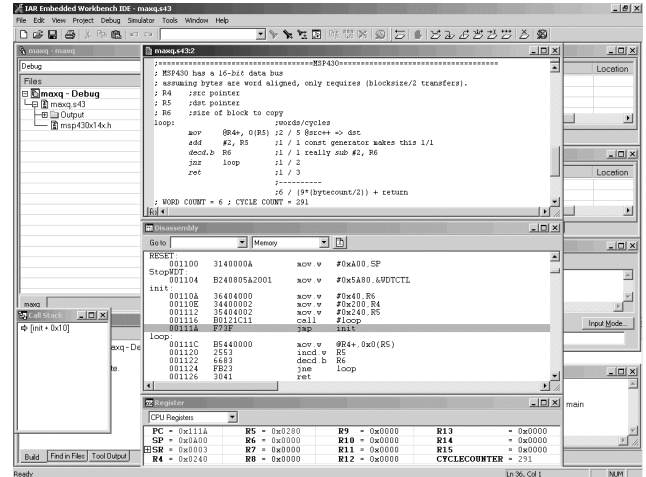 IAR Embedded Workbench IDE - maxq.s43
File Edit View Project Debug Simulator Tools Window Help
maxq - maxq
Debug
Files
maxq - Debug
maxq.s43
Output
msp430x14x.h
maxq
maxq.s43:2
;=======================================MSP430=======================================
; MSP430 has a 16-bit data bus
; assuming bytes are word aligned, only requires (blocksize/2 transfers).
; R4 ;src pointer
; R5 ;dst pointer
; R6 ;size of block to copy
loop: ;words/cycles
mov @R4+, 0(R5) ;2 / 5 @src++ => dst
add #2, R5 ;1 / 1 const generator makes this 1/1
decd.b R6 ;1 / 1 really sub #2, R6
jnz loop ;1 / 2
ret ;1 / 3
;----------
;6 / (9*(bytecount/2)) + return
; WORD COUNT = 6 ; CYCLE COUNT = 291
Location
Location
Disassembly
Go to Memory
RESET:
001100 3140000A mov.w #0xA00,SP
StopWDT:
001104 B240805A2001 mov.w #0x5A80,&WDTCTL
init:
00110A 36404000 mov.w #0x40,R6
00110E 34400002 mov.w #0x200,R4
001112 35404002 mov.w #0x240,R5
001116 B0121C11 call #loop
00111A F73F jmp init
loop:
00111C B5440000 mov.w @R4+,0x0(R5)
001120 2553 incd.w R5
001122 6683 decd.b R6
001124 FB23 jne loop
001126 3041 ret
Call Stack
[init + 0x10]
axq - De
te.
Input Mode...
main
Register
CPU Registers
PC = 0x111A R5 = 0x0280 R9 = 0x0000 R13 = 0x0000
SP = 0x0A00 R6 = 0x0000 R10 = 0x0000 R14 = 0x0000
SR = 0x0003 R7 = 0x0000 R11 = 0x0000 R15 = 0x0000
R4 = 0x0240 R8 = 0x0000 R12 = 0x0000 CYCLECOUNTER = 291
Build Find in Files Tool Output
Ready Ln 36, Col 1 NUM